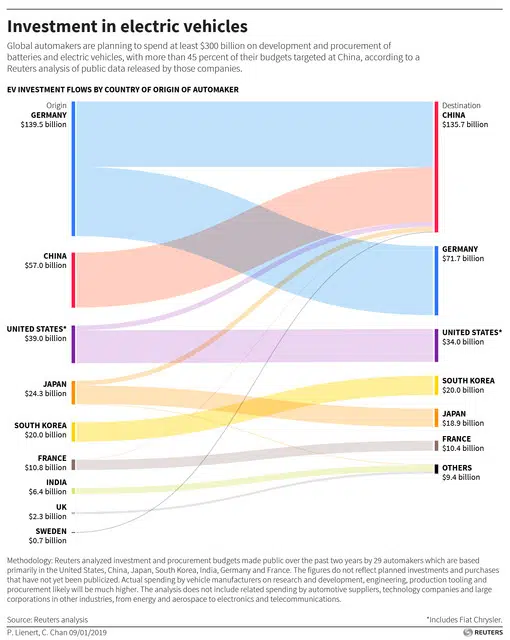 Investment in electric vehicles
Global automakers are planning to spend at least $300 billion on development and procurement of
batteries and electric vehicles, with more than 45 percent of their budgets targeted at China, according to a
Reuters analysis of public data released by those companies.
EV INVESTMENT FLOWS BY COUNTRY OF ORIGIN OF AUTOMAKER
Origin
GERMANY
$139.5 billion
CHINA
$57.0 billion
UNITED STATES*
$39.0 billion
JAPAN
$24.3 billion
SOUTH KOREA
$20.0 billion
FRANCE
$10.8 billion
INDIA
$6.4 billion
UK
$2.3 billion
SWEDEN
$0.7 billion
Destination
CHINA
$135.7 billion
GERMANY
$71.7 billion
UNITED STATES*
$34.0 billion
SOUTH KOREA
$20.0 billion
JAPAN
$18.9 billion
FRANCE
$10.4 billion
OTHERS
$9.4 billion
Methodology: Reuters analyzed investment and procurement budgets made public over the past two years by 29 automakers which are based
primarily in the United States, China, Japan, South Korea, India, Germany and France. The figures do not reflect planned investments and purchases
that have not yet been publicized. Actual spending by vehicle manufacturers on research and development, engineering, production tooling and
procurement likely will be much higher. The analysis does not include related spending by automotive suppliers, technology companies and large
corporations in other industries, from energy and aerospace to electronics and telecommunications.
Source: Reuters analysis
*Includes Fiat Chrysler.
P. Lienert, C. Chan 09/01/2019
REUTERS